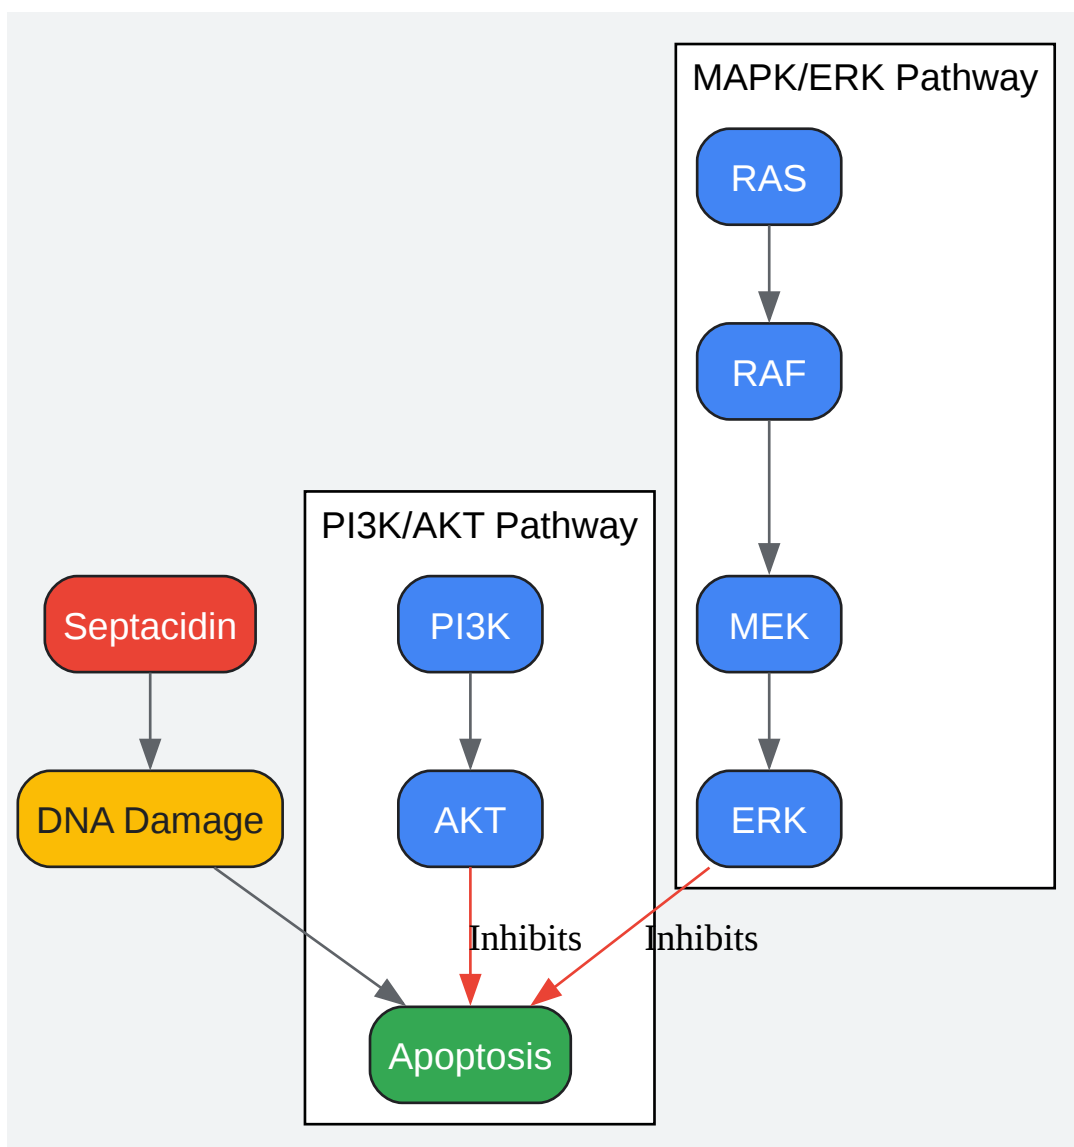 MAPK/ERK Pathway
RAS
RAF
PI3K/AKT Pathway
Septacidin
PI3K
MEK
DNA Damage
AKT
ERK
Inhibits
Inhibits
Apoptosis